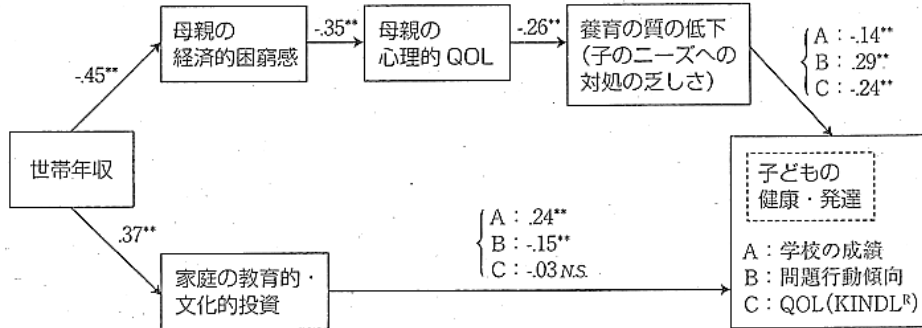 母親の
経済的困窮感
-.35**
母親の
心理的QOL
-.26**
養育の質の低下
(子のニーズへの
対処の乏しさ)
A：-.14**
B：.29**
C：-.24**
-.45**
世帯年収
.37**
家庭の教育的・
文化的投資
A：.24**
B：-.15**
C：-.03 N.S.
子どもの
健康・発達
A：学校の成績
B：問題行動傾向
C：QOL(KINDLᴿ)